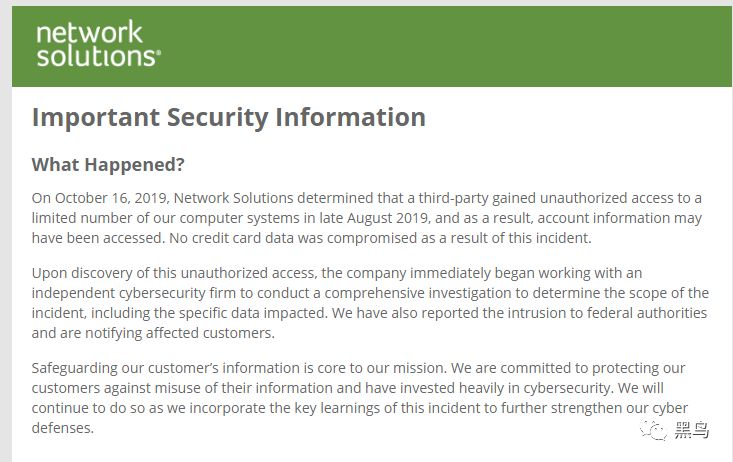 network
solutions®
Important Security Information
What Happened?
On October 16, 2019, Network Solutions determined that a third-party gained unauthorized access to a
limited number of our computer systems in late August 2019, and as a result, account information may
have been accessed. No credit card data was compromised as a result of this incident.
Upon discovery of this unauthorized access, the company immediately began working with an
independent cybersecurity firm to conduct a comprehensive investigation to determine the scope of the
incident, including the specific data impacted. We have also reported the intrusion to federal authorities
and are notifying affected customers.
Safeguarding our customer’s information is core to our mission. We are committed to protecting our
customers against misuse of their information and have invested heavily in cybersecurity. We will
continue to do so as we incorporate the key learnings of this incident to further strengthen our cyber
defenses.
黑鸟